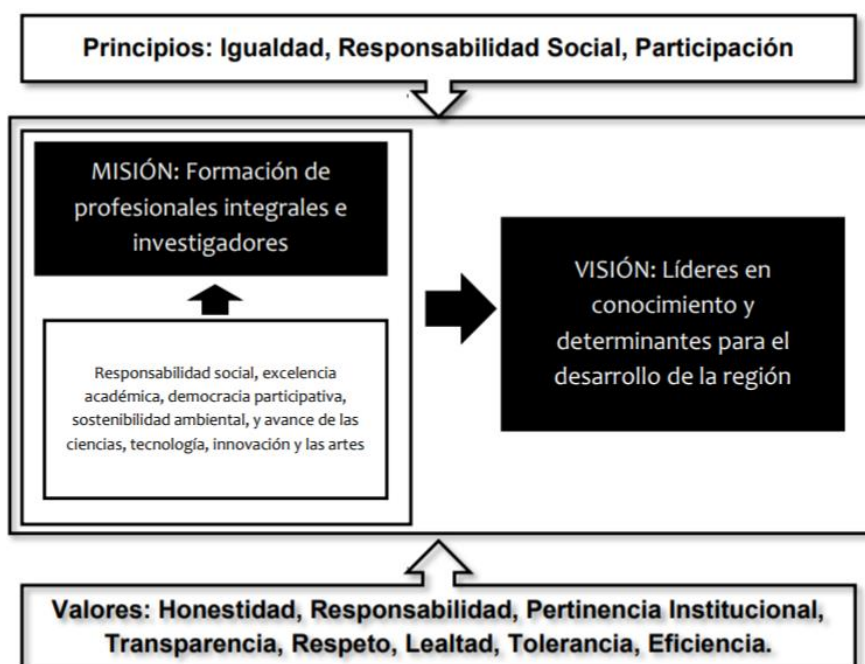 Principios: Igualdad, Responsabilidad Social, Participación
MISIÓN: Formación de
profesionales integrales e
investigadores
Responsabilidad social, excelencia
académica, democracia participativa,
sostenibilidad ambiental, y avance de las
ciencias, tecnología, innovación y las artes
VISIÓN: Líderes en
conocimiento y
determinantes para el
desarrollo de la región
Valores: Honestidad, Responsabilidad, Pertinencia Institucional,
Transparencia, Respeto, Lealtad, Tolerancia, Eficiencia.